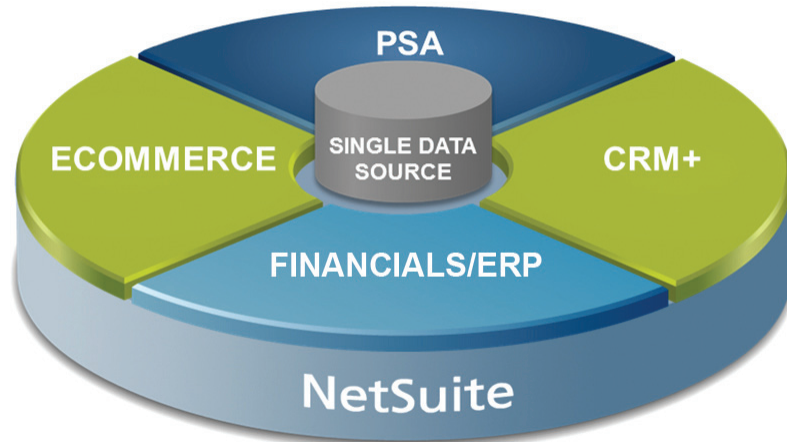 PSA
ECOMMERCE
SINGLE DATA
SOURCE
CRM+
FINANCIALS/ERP
NetSuite